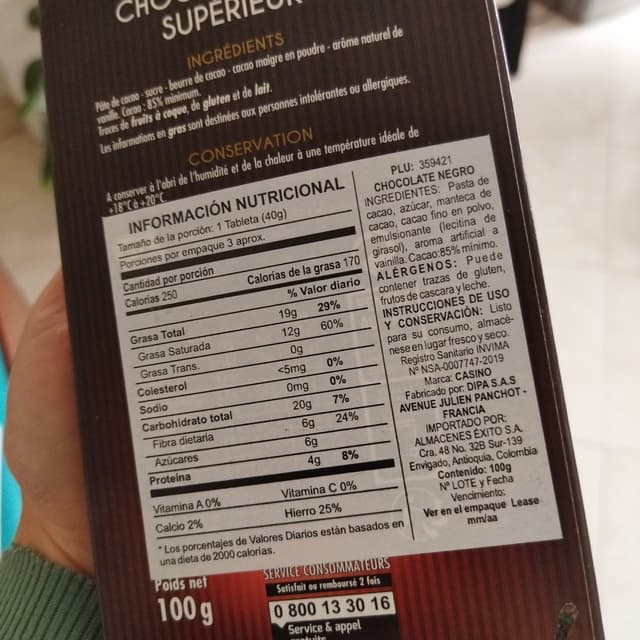 SUPÉRIEUR
INGRÉDIENTS
Pâte de cacao - sucre - beurre de cacao - cacao maigre en poudre - arôme naturel de
vanille. Cacao : 85% minimum.
Traces de fruits à coque, de gluten et de lait.
Les informations en gras sont destinées aux personnes intolérantes ou allergiques.
CONSERVATION
A conserver à l'abri de l'humidité et de la chaleur à une température idéale de
+16°C à +20°C.
INFORMACIÓN NUTRICIONAL
Tamaño de la porción: 1 Tableta (40g)
Porciones por empaque 3 aprox.
Cantidad por porción
Calorías 250 Calorías de la grasa 170
% Valor diario
Grasa Total 19g 29%
Grasa Saturada 12g 60%
Grasa Trans. 0g
Colesterol <5mg 0%
Sodio 0mg 0%
Carbohidrato total 20g 7%
Fibra dietaria 6g 24%
Azúcares 6g
Proteína 4g 8%
Vitamina A 0% Vitamina C 0%
Calcio 2% Hierro 25%
* Los porcentajes de Valores Diarios están basados en
una dieta de 2000 calorías.
PLU: 359421
CHOCOLATE NEGRO
INGREDIENTES: Pasta de
cacao, azúcar, manteca de
cacao, cacao fino en polvo,
emulsionante (lecitina de
girasol), aroma artificial a
vainilla. Cacao:85% mínimo.
ALÉRGENOS: Puede
contener trazas de gluten,
frutos de cascara y leche.
INSTRUCCIONES DE USO
Y CONSERVACIÓN: Listo
para su consumo, almacé-
nese en lugar fresco y seco.
Registro Sanitario INVIMA
N° NSA-0007747-2019
Marca: CASINO
Fabricado por: DIPA S.A.S
AVENUE JULIEN PANCHOT -
FRANCIA
IMPORTADO POR:
ALMACENES ÉXITO S.A.
Cra. 48 No. 32B Sur-139
Envigado, Antioquia, Colombia
Contenido: 100g
N° LOTE y Fecha
Vencimiento:
Ver en el empaque Lease
mm/aa
Poids net
100 g
SERVICE CONSOMMATEURS
Satisfait ou remboursé 2 fois
0 800 13 30 16
Service & appel
gratuits